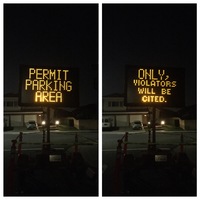 PERMIT
PARKING
AREA
ONLY,
VIOLATORS
WILL BE
CITED.